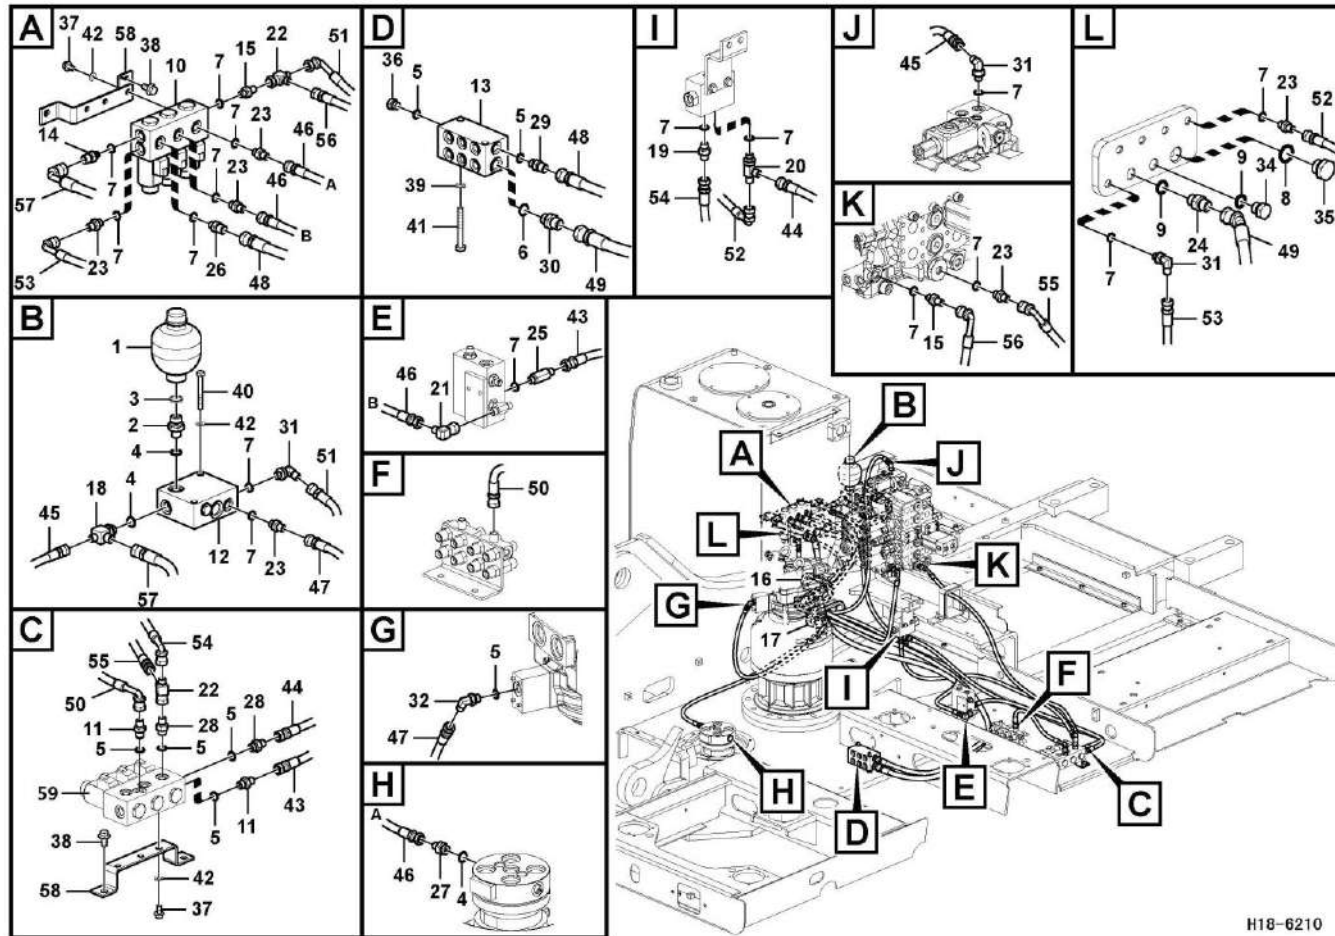 A
37 42 58 38 10 7 15 22 51
14 7 7 23 46 56
57 7 7 23 46 A
53 23 7 7 26 48 B
B
1
3 40
2 42
4 7 31 51
45 18 4 12 7 23 47
57
C
54
55
50 22 44
11 28 5 28
5 5
59 5 11 43
38
58 42
37
D
36 5 13
5 29 48
39
41 6 30 49
E
46 21 7 25 43
B
F
50
G
5
32
47
H
A
46 27 4
I
7 7
19 20
54 52 44
J
45 31
7
K
7 23 55
7 15 56
L
7 23 52
9 34 8 35
9 24 49
7 31
53
B
A J
L K
16
G
17
I F
H E C
D
H18-6210